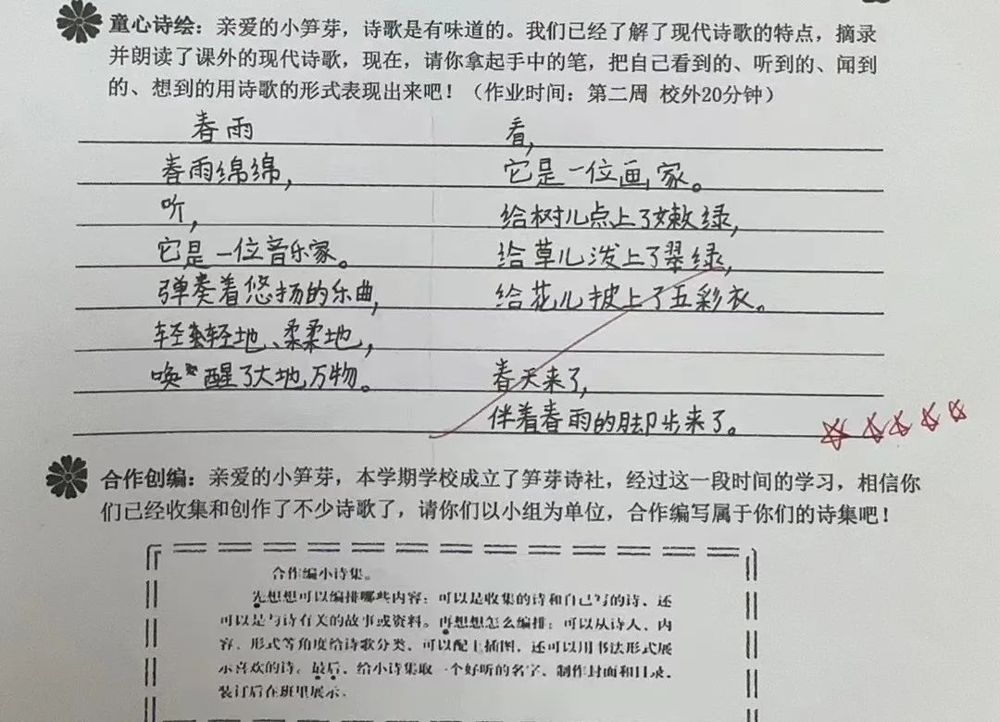 童心诗绘：亲爱的小笋芽，诗歌是有味道的。我们已经了解了现代诗歌的特点，摘录
并朗读了课外的现代诗歌，现在，请你拿起手中的笔，把自己看到的、听到的、闻到
的、想到的用诗歌的形式表现出来吧！（作业时间：第二周 校外20分钟）
春雨
春雨绵绵，
听，
它是一位音乐家。
弹奏着悠扬的乐曲，
轻轻地、柔柔地，
唤醒了大地万物。
看，
它是一位画家。
给树儿点上了嫩绿，
给草儿泼上了翠绿，
给花儿披上了五彩衣。
春天来了，
伴着春雨的脚步来了。
合作创编：亲爱的小笋芽，本学期学校成立了笋芽诗社，经过这一段时间的学习，相信你
们已经收集和创作了不少诗歌了，请你们以小组为单位，合作编写属于你们的诗集吧！
合作编小诗集。
先想想可以编排哪些内容：可以是收集的诗和自己写的诗，还
可以是与诗有关的故事或资料。再想想怎么编排：可以从诗人、内
容、形式等角度给诗歌分类，可以配上插图，还可以用书法形式展
示喜欢的诗。最后，给小诗集取一个好听的名字，制作封面和目录，
装订后在班里展示。